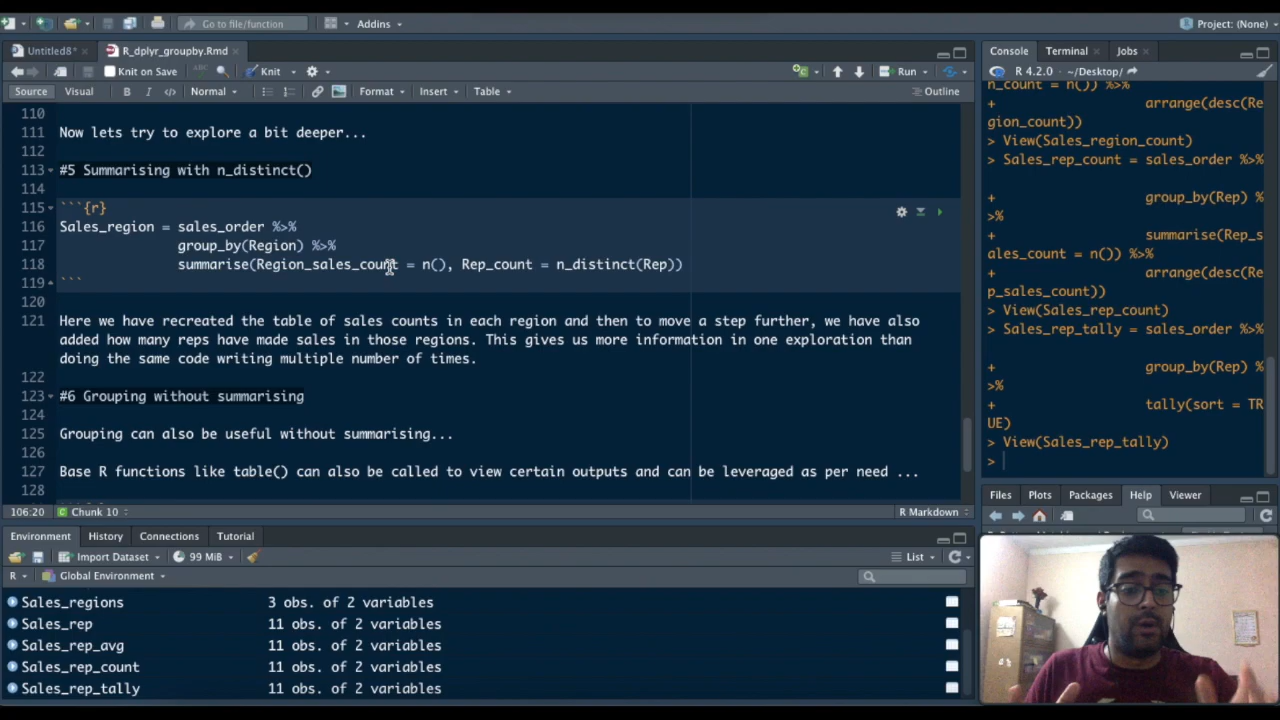 Go to file/function
Addins
Project: (None)
Untitled8*
R_dplyr_groupby.Rmd
Knit on Save
Knit
Run
Source
Visual
B
I
Normal
Format
Insert
Table
Outline
110
111 Now lets try to explore a bit deeper...
112
113 #5 Summarising with n_distinct()
114
115 ```{r}
116 Sales_region = sales_order %>%
117 group_by(Region) %>%
118 summarise(Region_sales_count = n(), Rep_count = n_distinct(Rep))
119 ```
120
121 Here we have recreated the table of sales counts in each region and then to move a step further, we have also
added how many reps have made sales in those regions. This gives us more information in one exploration than
doing the same code writing multiple number of times.
122
123 #6 Grouping without summarising
124
125 Grouping can also be useful without summarising...
126
127 Base R functions like table() can also be called to view certain outputs and can be leveraged as per need ...
128
106:20
Chunk 10
R Markdown
Environment
History
Connections
Tutorial
Import Dataset
99 MiB
List
R
Global Environment
Sales_regions 3 obs. of 2 variables
Sales_rep 11 obs. of 2 variables
Sales_rep_avg 11 obs. of 2 variables
Sales_rep_count 11 obs. of 2 variables
Sales_rep_tally 11 obs. of 2 variables
Console
Terminal
Jobs
R 4.2.0 · ~/Desktop/
n_count = n()) %>%
+ arrange(desc(Re
gion_count))
> View(Sales_region_count)
> Sales_rep_count = sales_order %>%
+ group_by(Rep) %
>%
+ summarise(Rep_s
ales_count = n()) %>%
+ arrange(desc(Re
p_sales_count))
> View(Sales_rep_count)
> Sales_rep_tally = sales_order %>%
+ group_by(Rep) %
>%
+ tally(sort = TR
UE)
> View(Sales_rep_tally)
>
Files
Plots
Packages
Help
Viewer